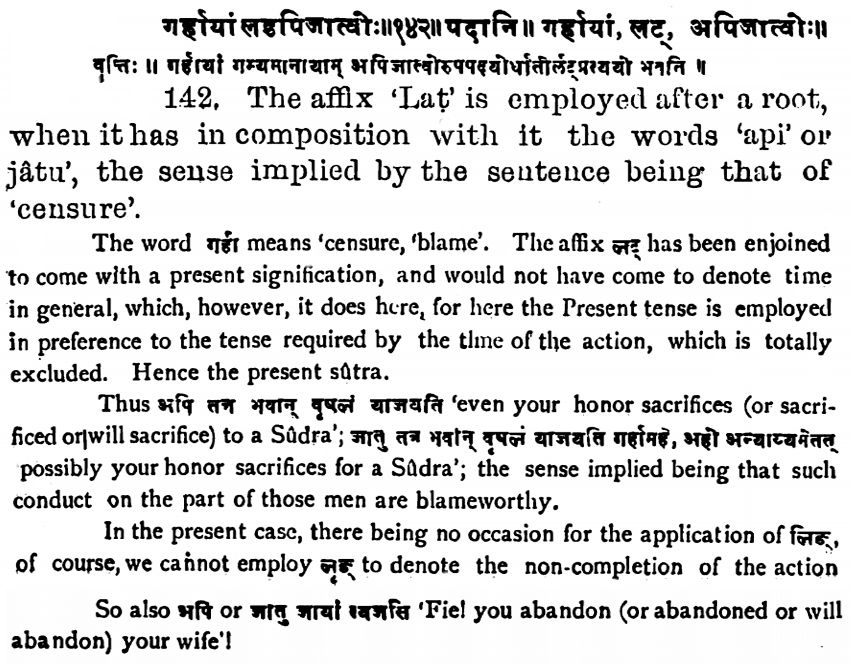 गर्हायां लडपिजात्वोः॥१४२॥ पदानि॥ गर्हायां, लट्, अपिजात्वोः॥
वृत्तिः॥ गर्हायां गम्यमानायाम् अपिजात्वोरुपपदयोर्धातोर्लट्प्रत्ययो भवति॥
142. The affix 'Laṭ' is employed after a root,
when it has in composition with it the words 'api' or
jâtu', the sense implied by the sentence being that of
'censure'.
The word गर्हा means 'censure, 'blame'. The affix लट् has been enjoined
to come with a present signification, and would not have come to denote time
in general, which, however, it does here, for here the Present tense is employed
in preference to the tense required by the time of the action, which is totally
excluded. Hence the present sûtra.
Thus अपि तत्र भवान् वृषलं याजयति 'even your honor sacrifices (or sacri-
ficed or will sacrifice) to a Sûdra'; जातु तत्र भवान् वृषलं याजयति गर्हामहे, अहो अन्याय्यमेतत्
possibly your honor sacrifices for a Sûdra'; the sense implied being that such
conduct on the part of those men are blameworthy.
In the present case, there being no occasion for the application of लिङ्,
of course, we cannot employ लृङ् to denote the non-completion of the action
So also अपि or जातु जायां त्यजसि 'Fie! you abandon (or abandoned or will
abandon) your wife'!